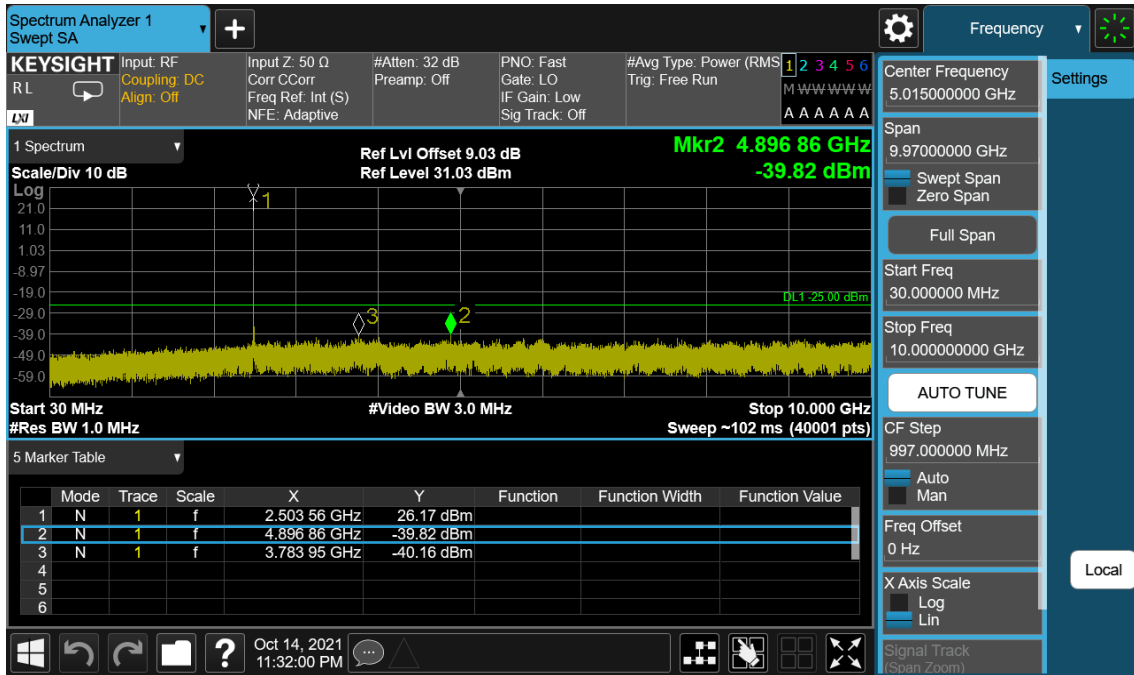 Spectrum Analyzer 1
Swept SA
Frequency
KEYSIGHT
R L
LXI
Input: RF
Coupling: DC
Align: Off
Input Z: 50 Ω
Corr CCorr
Freq Ref: Int (S)
NFE: Adaptive
#Atten: 32 dB
Preamp: Off
PNO: Fast
Gate: LO
IF Gain: Low
Sig Track: Off
#Avg Type: Power (RMS
Trig: Free Run
1 2 3 4 5 6
M W W W W W
A A A A A A
1 Spectrum
Scale/Div 10 dB
Ref Lvl Offset 9.03 dB
Ref Level 31.03 dBm
Mkr2 4.896 86 GHz
-39.82 dBm
Log
21.0
11.0
1.03
-8.97
-19.0
-29.0
-39.0
-49.0
-59.0
1
3
2
DL1 -25.00 dBm
Start 30 MHz
#Video BW 3.0 MHz
Stop 10.000 GHz
#Res BW 1.0 MHz
Sweep ~102 ms (40001 pts)
5 Marker Table
Mode Trace Scale X Y Function Function Width Function Value
1 N 1 f 2.503 56 GHz 26.17 dBm
2 N 1 f 4.896 86 GHz -39.82 dBm
3 N 1 f 3.783 95 GHz -40.16 dBm
4
5
6
?
Oct 14, 2021
11:32:00 PM
Center Frequency
5.015000000 GHz
Settings
Span
9.97000000 GHz
Swept Span
Zero Span
Full Span
Start Freq
30.000000 MHz
Stop Freq
10.000000000 GHz
AUTO TUNE
CF Step
997.000000 MHz
Auto
Man
Freq Offset
0 Hz
X Axis Scale
Log
Lin
Signal Track
(Span Zoom)
Local